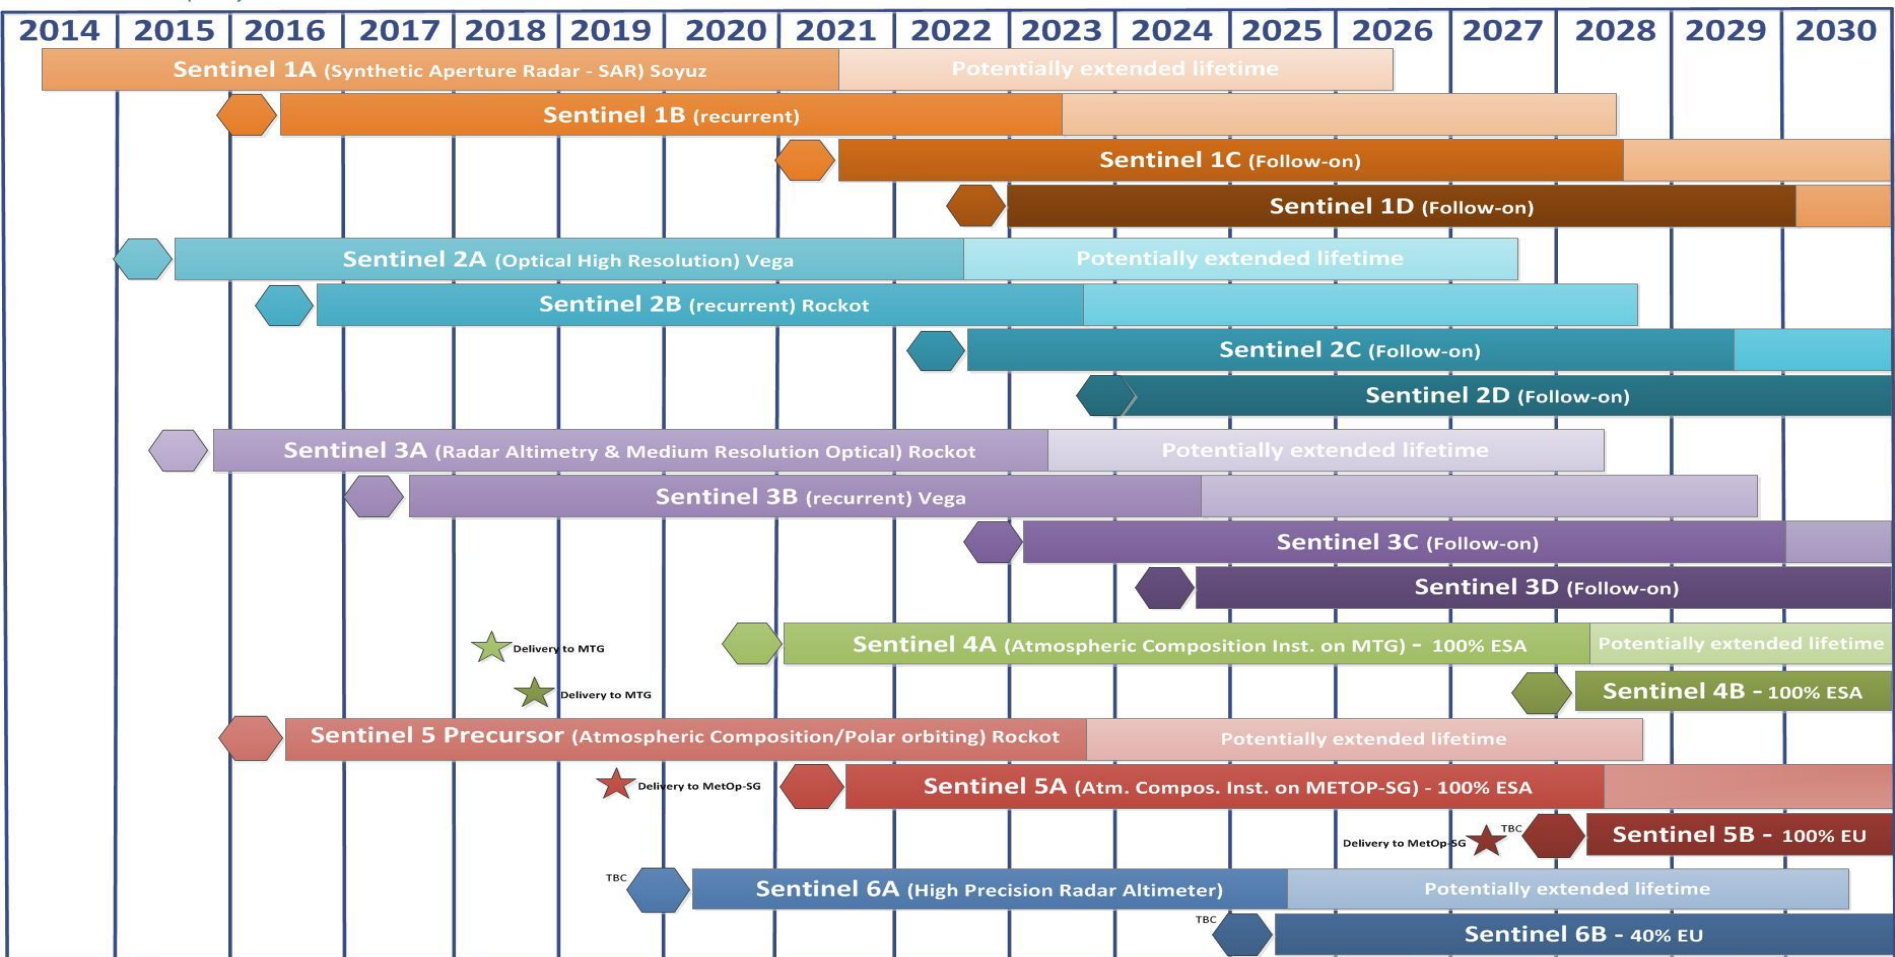 2014 2015 2016 2017 2018 2019 2020 2021 2022 2023 2024 2025 2026 2027 2028 2029 2030
Sentinel 1A (Synthetic Aperture Radar - SAR) Soyuz Potentially extended lifetime
Sentinel 1B (recurrent)
Sentinel 1C (Follow-on)
Sentinel 1D (Follow-on)
Sentinel 2A (Optical High Resolution) Vega Potentially extended lifetime
Sentinel 2B (recurrent) Rockot
Sentinel 2C (Follow-on)
Sentinel 2D (Follow-on)
Sentinel 3A (Radar Altimetry & Medium Resolution Optical) Rockot Potentially extended lifetime
Sentinel 3B (recurrent) Vega
Sentinel 3C (Follow-on)
Sentinel 3D (Follow-on)
Delivery to MTG Sentinel 4A (Atmospheric Composition Inst. on MTG) - 100% ESA Potentially extended lifetime
Delivery to MTG Sentinel 4B - 100% ESA
Sentinel 5 Precursor (Atmospheric Composition/Polar orbiting) Rockot Potentially extended lifetime
Delivery to MetOp-SG Sentinel 5A (Atm. Compos. Inst. on METOP-SG) - 100% ESA
Delivery to MetOp-SG TBC Sentinel 5B - 100% EU
TBC Sentinel 6A (High Precision Radar Altimeter) Potentially extended lifetime
TBC Sentinel 6B - 40% EU